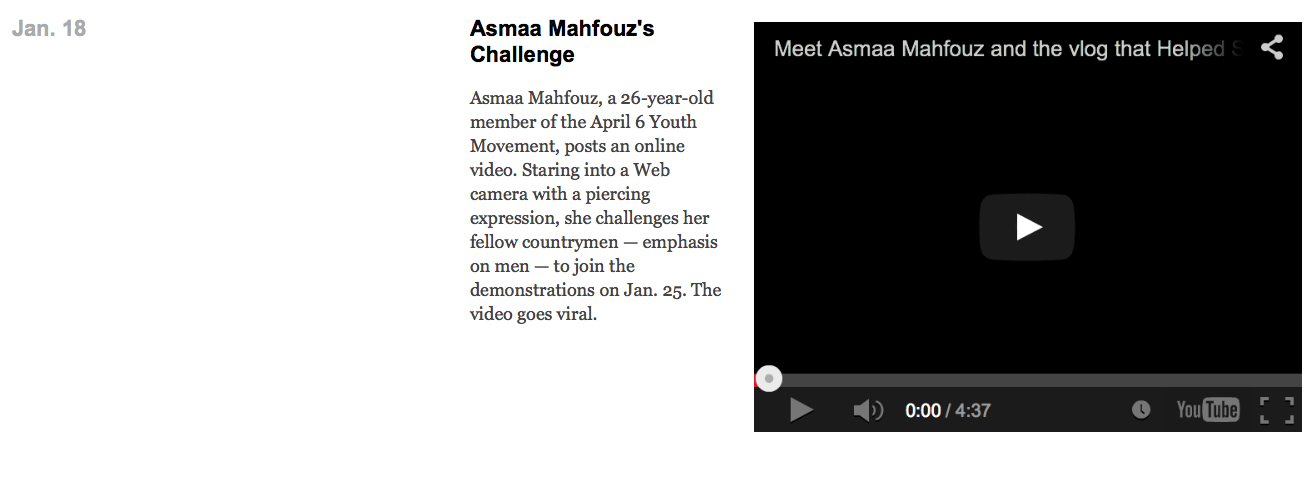 Jan. 18
Asmaa Mahfouz's
Challenge
Asmaa Mahfouz, a 26-year-old
member of the April 6 Youth
Movement, posts an online
video. Staring into a Web
camera with a piercing
expression, she challenges her
fellow countrymen — emphasis
on men — to join the
demonstrations on Jan. 25. The
video goes viral.
Meet Asmaa Mahfouz and the vlog that Helped S
0:00 / 4:37
YouTube